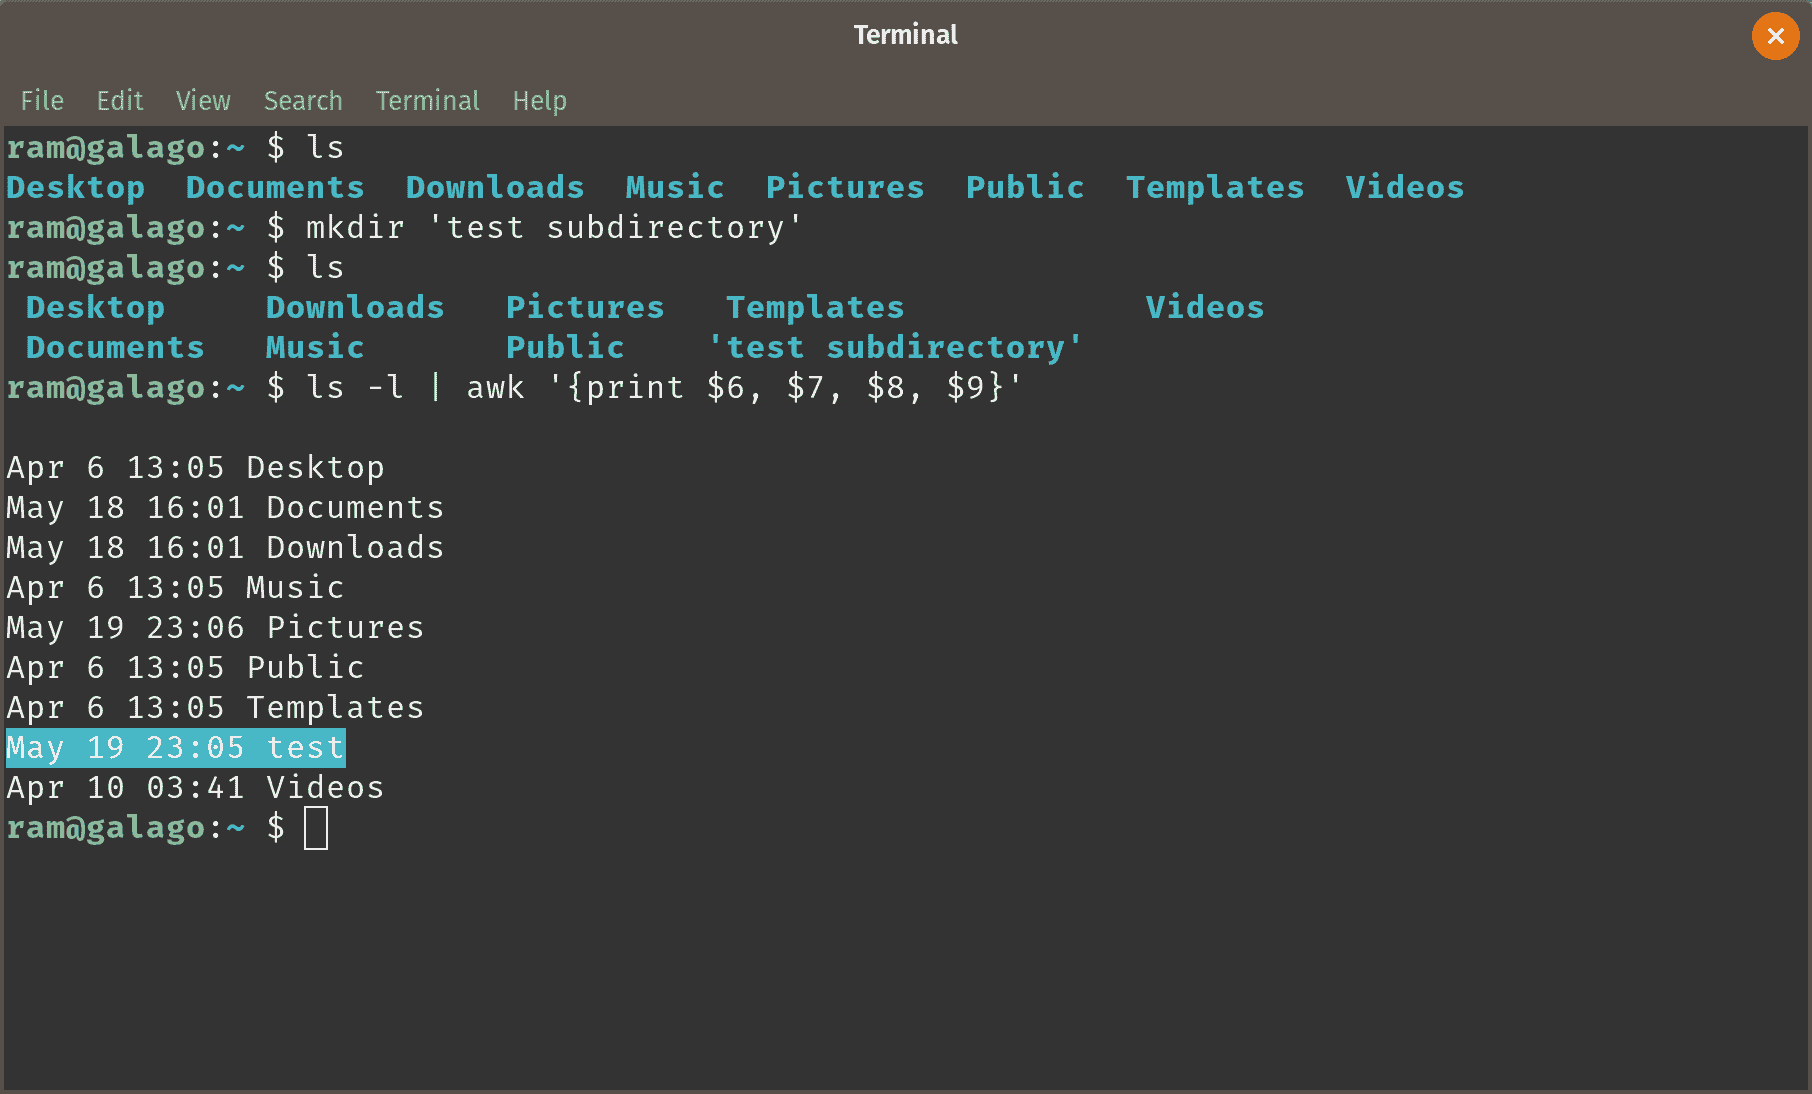 Terminal
File Edit View Search Terminal Help
ram@galago:~ $ ls
Desktop  Documents  Downloads  Music  Pictures  Public  Templates  Videos
ram@galago:~ $ mkdir 'test subdirectory'
ram@galago:~ $ ls
 Desktop     Downloads   Pictures   Templates            Videos
 Documents   Music       Public    'test subdirectory'
ram@galago:~ $ ls -l | awk '{print $6, $7, $8, $9}'
Apr 6 13:05 Desktop
May 18 16:01 Documents
May 18 16:01 Downloads
Apr 6 13:05 Music
May 19 23:06 Pictures
Apr 6 13:05 Public
Apr 6 13:05 Templates
May 19 23:05 test
Apr 10 03:41 Videos
ram@galago:~ $